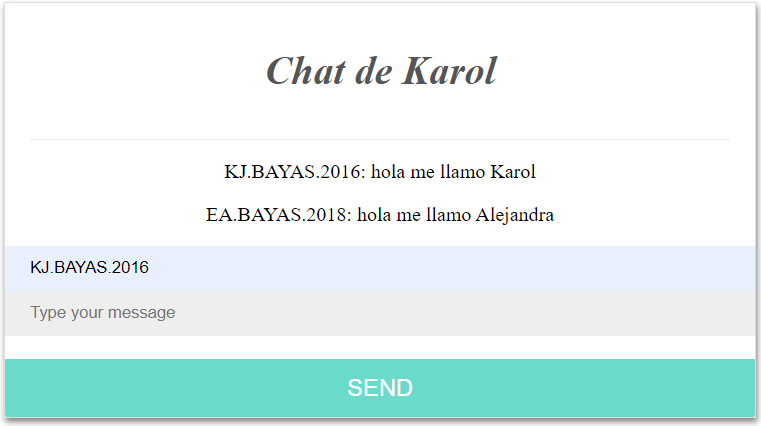 Chat de Karol
KJ.BAYAS.2016: hola me llamo Karol
EA.BAYAS.2018: hola me llamo Alejandra
KJ.BAYAS.2016
Type your message
SEND